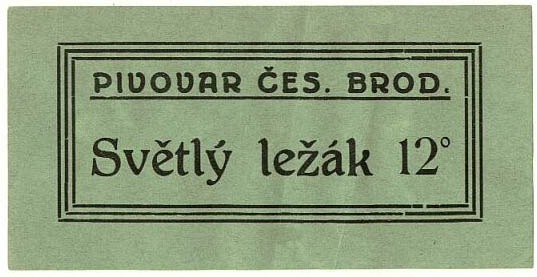 PIVOVAR ČES. BROD.
Světlý ležák 12°